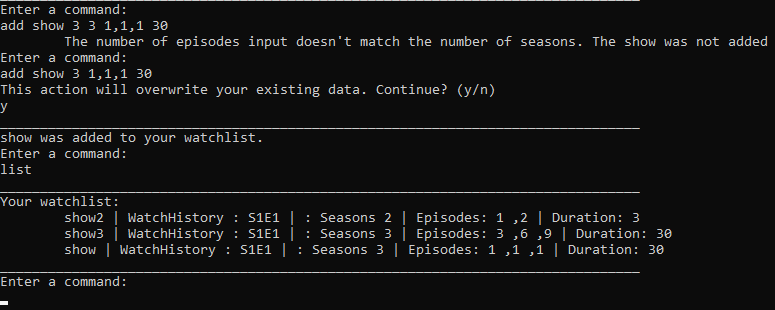 Enter a command:
add show 3 3 1,1,1 30
The number of episodes input doesn't match the number of seasons. The show was not added
Enter a command:
add show 3 1,1,1 30
This action will overwrite your existing data. Continue? (y/n)
y
show was added to your watchlist.
Enter a command:
list
Your watchlist:
show2 | WatchHistory : S1E1 | : Seasons 2 | Episodes: 1 ,2 | Duration: 3
show3 | WatchHistory : S1E1 | : Seasons 3 | Episodes: 3 ,6 ,9 | Duration: 30
show | WatchHistory : S1E1 | : Seasons 3 | Episodes: 1 ,1 ,1 | Duration: 30
Enter a command: